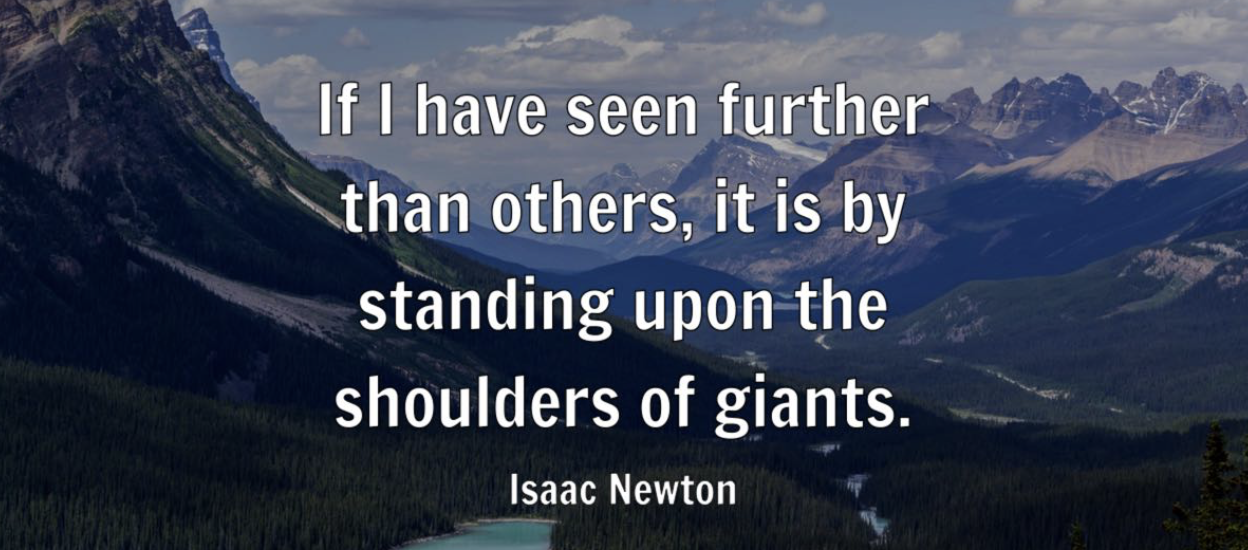 If I have seen further
than others, it is by
standing upon the
shoulders of giants.
Isaac Newton